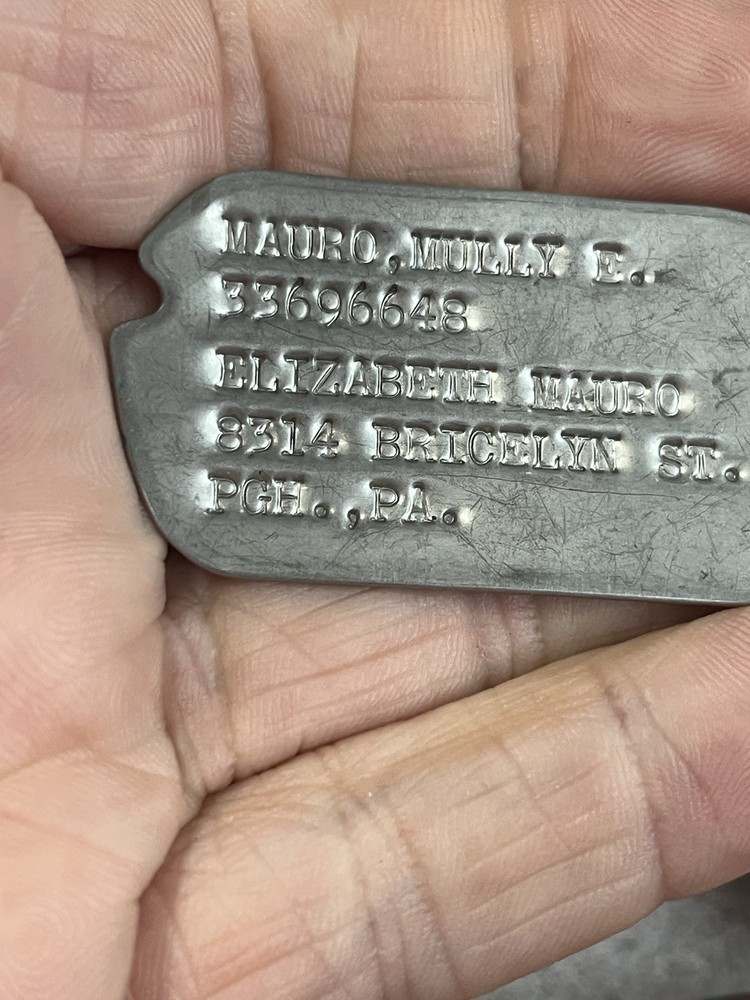 MAURO,MULLY E.
33696648
ELIZABETH MAURO
8314 BRICELYN ST.
PGH.,PA.